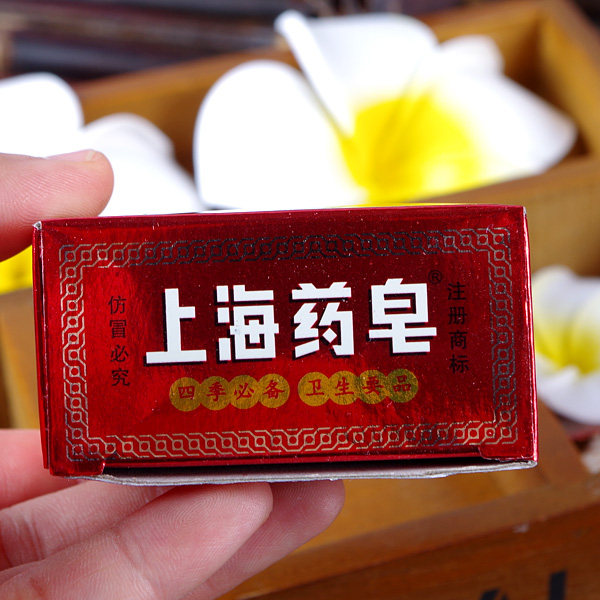 上海药皂®
四季必备 卫生要品
仿冒必究
注册商标